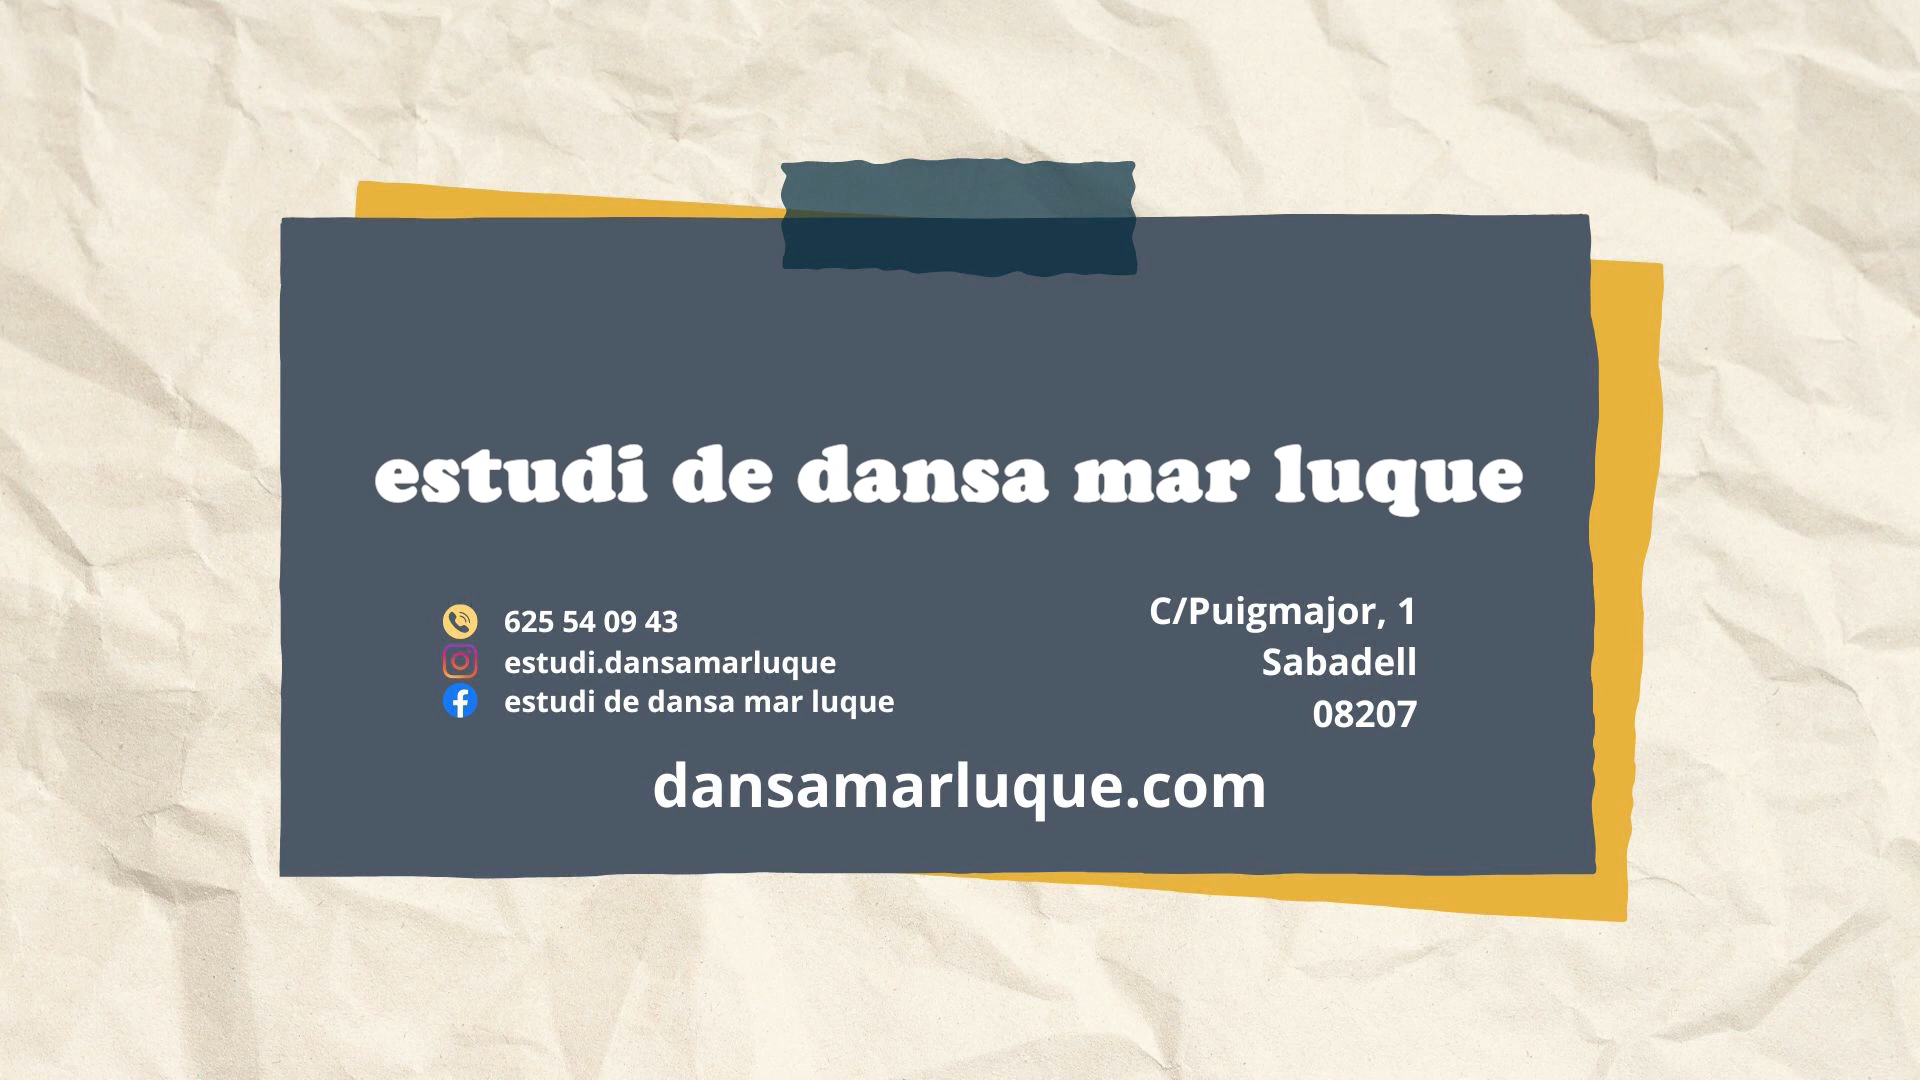 estudi de dansa mar luque
625 54 09 43
estudi.dansamarluque
estudi de dansa mar luque
C/Puigmajor, 1
Sabadell
08207
dansamarluque.com